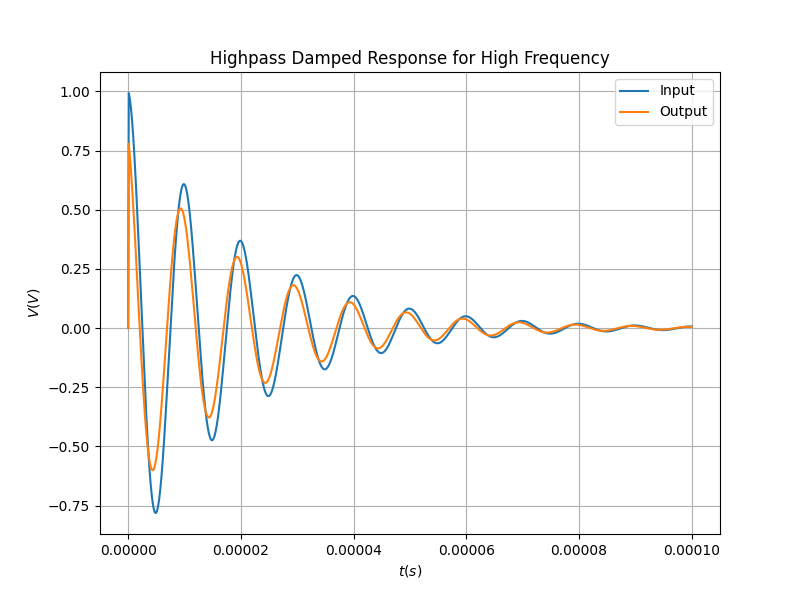 Highpass Damped Response for High Frequency
Input
Output
1.00
0.75
0.50
0.25
0.00
−0.25
−0.50
−0.75
V(V)
0.00000 0.00002 0.00004 0.00006 0.00008 0.00010
t(s)